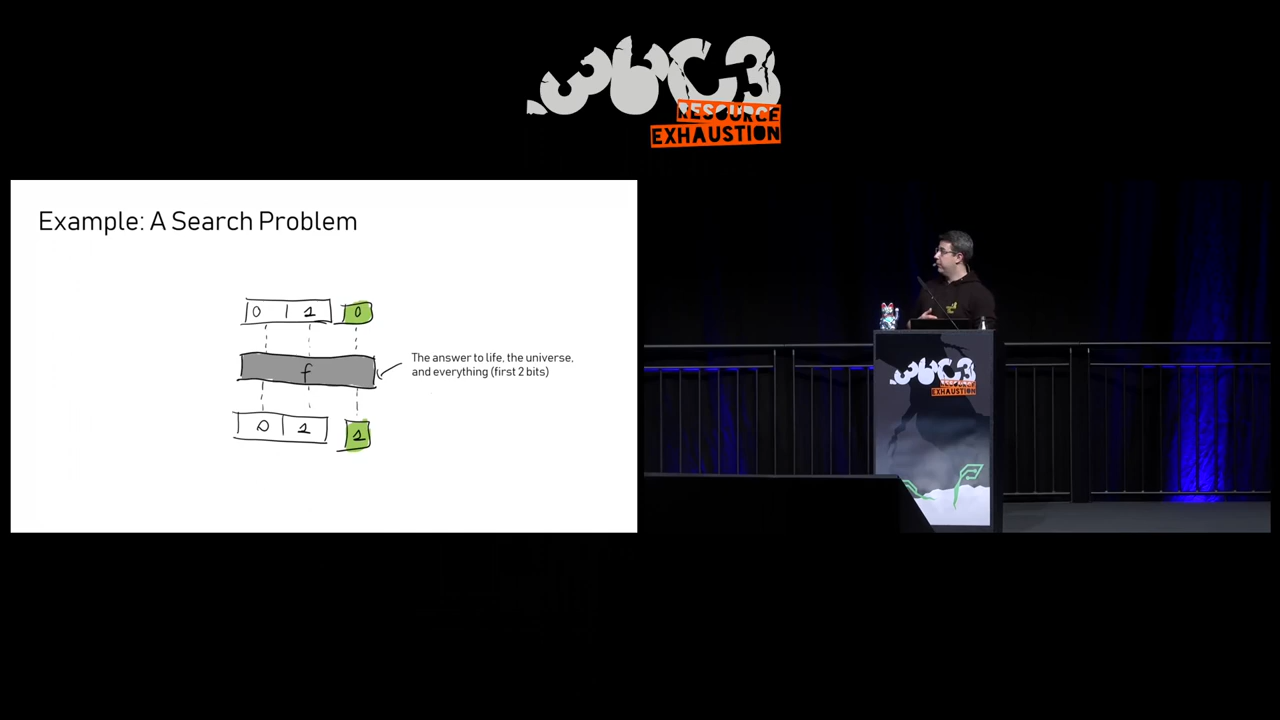 36C3
RESOURCE
EXHAUSTION
Example: A Search Problem
0 1 0
f
The answer to life, the universe,
and everything (first 2 bits)
0 1 1
36C3
RESOURCE
EXHAUSTION